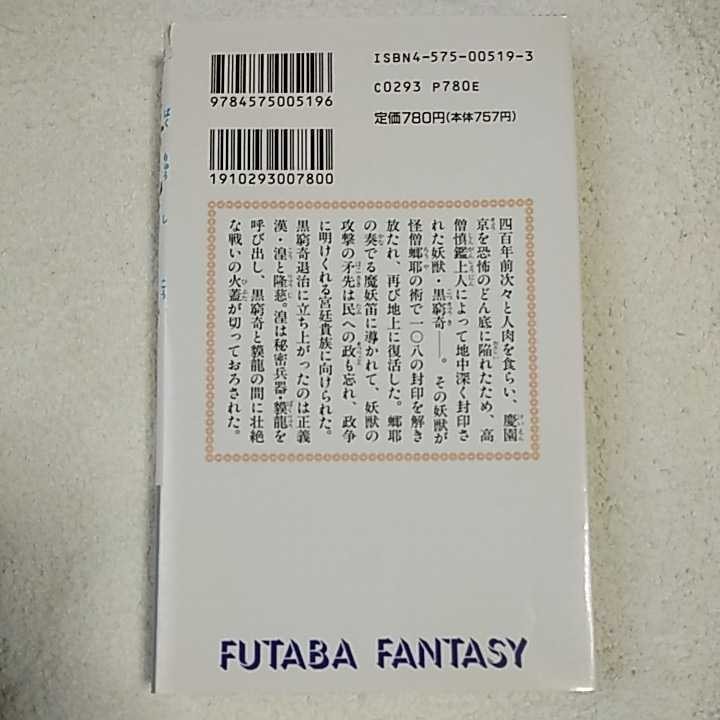 ISBN4-575-00519-3
9784575005196
C0293 P780E
定価780円(本体757円)
1910293007800
四百年前次々と人肉を食らい、慶園
京を恐怖のどん底に陥れたため、高
僧慎鑑上人によって地中深く封印さ
れた妖獣・黒窮奇――。その妖獣が
怪僧螂耶の術で一〇八の封印を解き
放たれ、再び地上に復活した。螂耶
の奏でる魔妖笛に導かれて、妖獣の
攻撃の矛先は民への政も忘れ、政争
に明けくれる宮廷貴族に向けられた。
黒窮奇退治に立ち上がったのは正義
漢・湟と隆慈。湟は秘密兵器・貘龍を
呼び出し、黒窮奇と貘龍の間に壮絶
な戦いの火蓋が切っておろされた。
FUTABA FANTASY